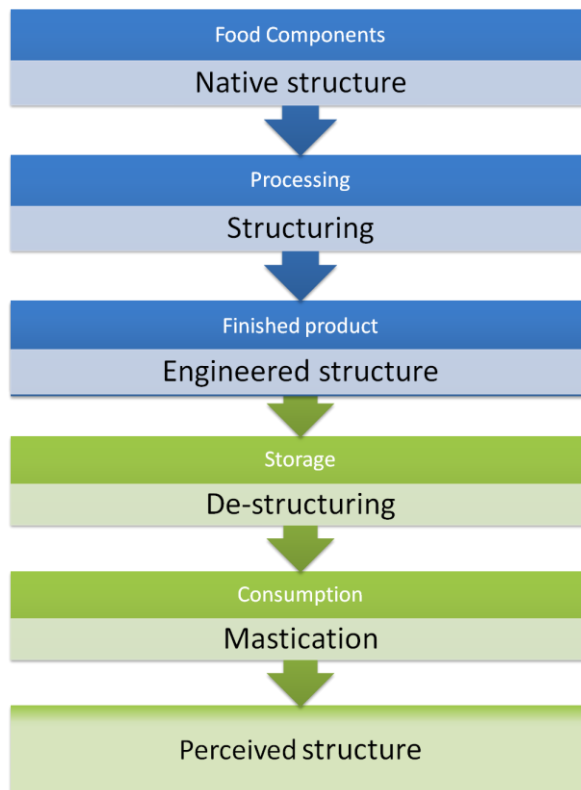 Food Components
Native structure
Processing
Structuring
Finished product
Engineered structure
Storage
De-structuring
Consumption
Mastication
Perceived structure